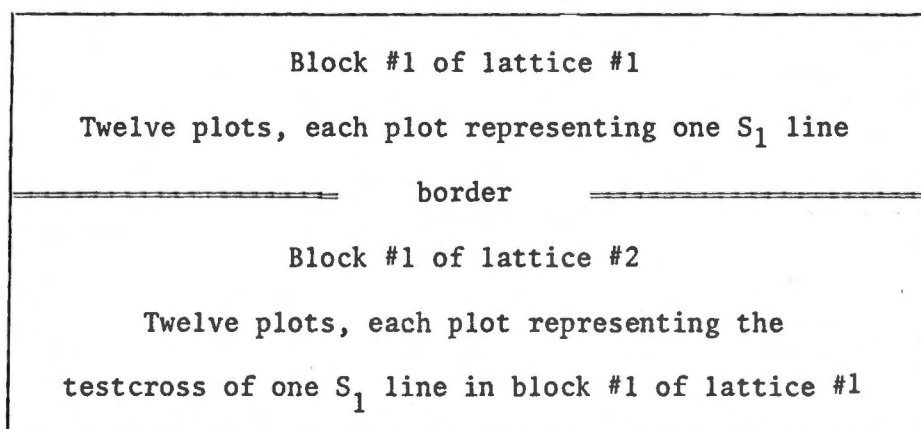 Block #1 of lattice #1
Twelve plots, each plot representing one S₁ line
border
Block #1 of lattice #2
Twelve plots, each plot representing the
testcross of one S₁ line in block #1 of lattice #1